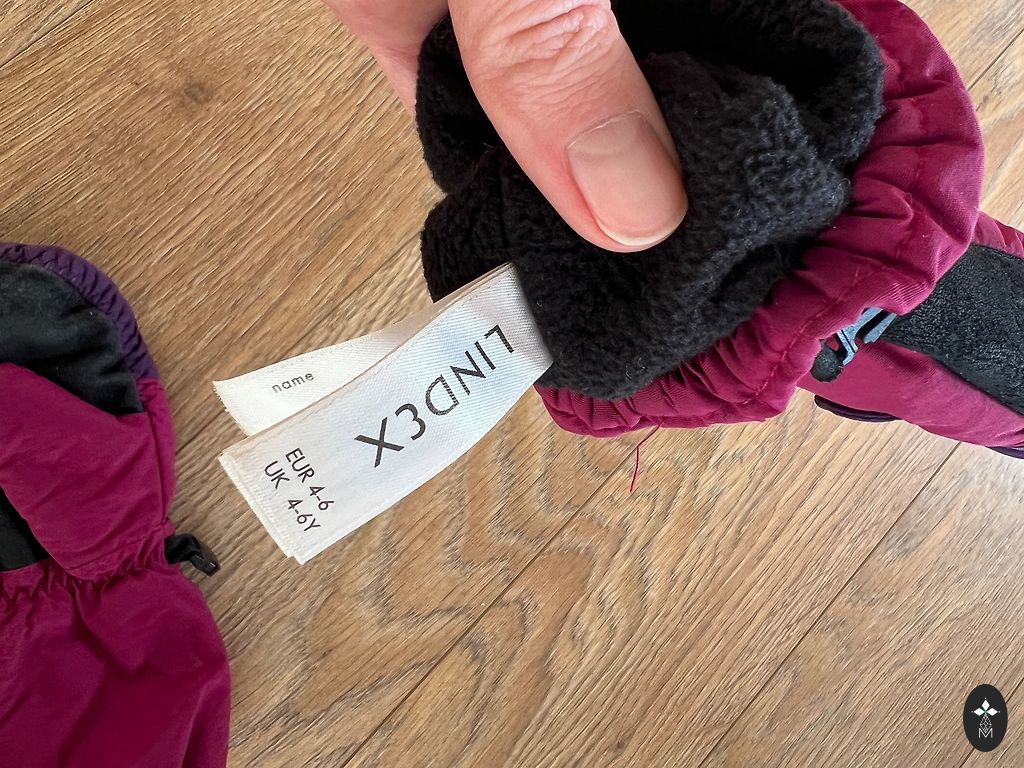 LINDEX
EUR 4-6
UK 4-6Y
name
M